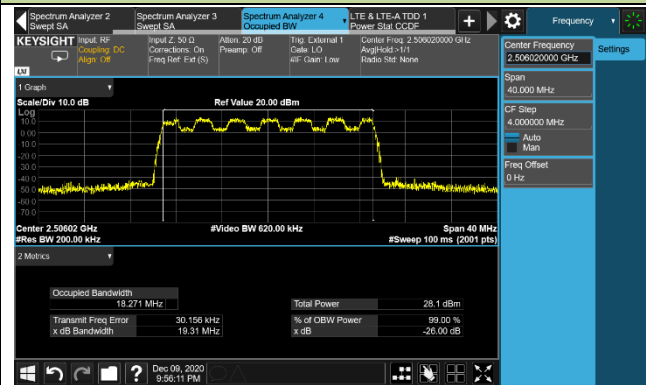 Spectrum Analyzer 2
Swept SA
Spectrum Analyzer 3
Swept SA
Spectrum Analyzer 4
Occupied BW
LTE & LTE-A TDD 1
Power Stat CCDF
Frequency
KEYSIGHT
Input: RF
Coupling: DC
Align: Off
Input Z: 50 Ω
Corrections: On
Freq Ref: Ext (S)
Atten: 20 dB
Preamp: Off
Trig: External 1
Gate: LO
#IF Gain: Low
Center Freq: 2.506020000 GHz
Avg|Hold:>1/1
Radio Std: None
LXI
Center Frequency
2.506020000 GHz
Settings
Span
40.000 MHz
CF Step
4.000000 MHz
Auto
Man
Freq Offset
0 Hz
1 Graph
Scale/Div 10.0 dB
Ref Value 20.00 dBm
Log
10.0
0.00
-10.0
-20.0
-30.0
-40.0
-50.0
-60.0
-70.0
Center 2.50602 GHz
#Video BW 620.00 kHz
Span 40 MHz
#Res BW 200.00 kHz
#Sweep 100 ms (2001 pts)
2 Metrics
Occupied Bandwidth
18.271 MHz
Total Power
28.1 dBm
Transmit Freq Error
30.156 kHz
% of OBW Power
99.00 %
x dB Bandwidth
19.31 MHz
x dB
-26.00 dB
?
Dec 09, 2020
9:56:11 PM